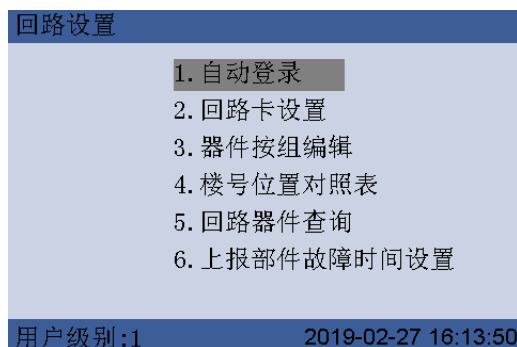 回路设置
1.自动登录
2.回路卡设置
3.器件按组编辑
4.楼号位置对照表
5.回路器件查询
6.上报部件故障时间设置
用户级别:1 2019-02-27 16:13:50